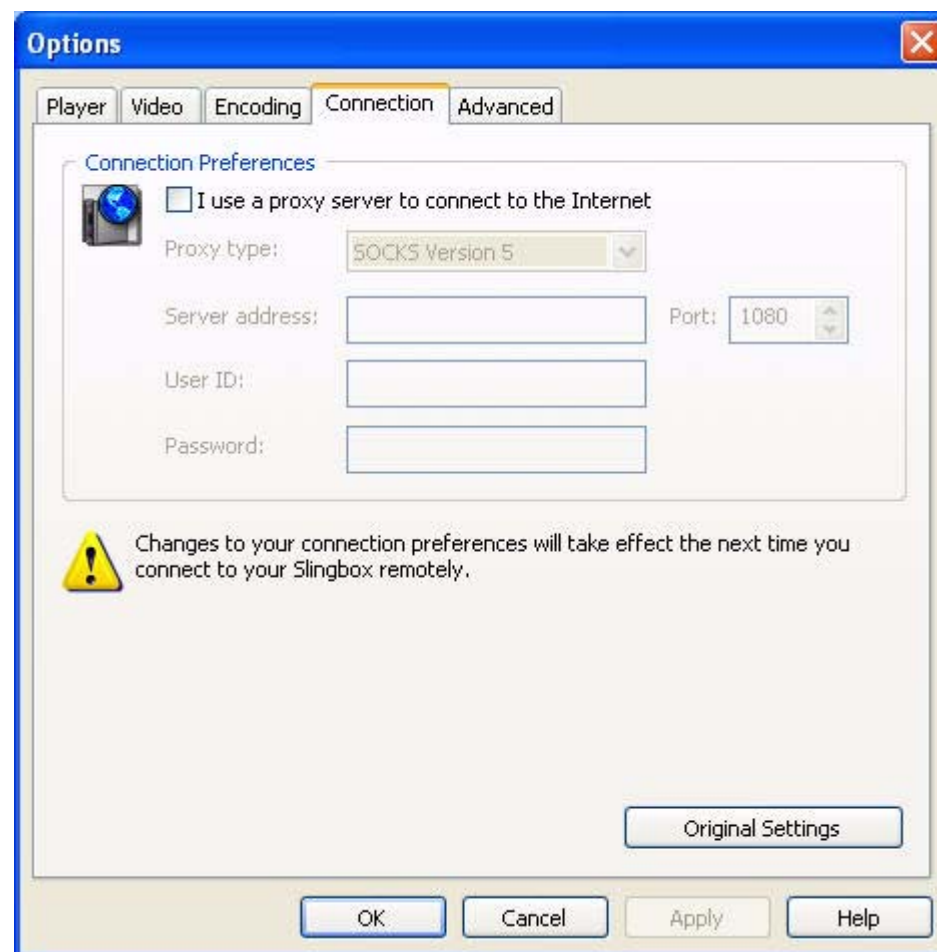 Options
Player Video Encoding Connection Advanced
Connection Preferences
I use a proxy server to connect to the Internet
Proxy type: SOCKS Version 5
Server address: Port: 1080
User ID:
Password:
Changes to your connection preferences will take effect the next time you
connect to your Slingbox remotely.
Original Settings
OK Cancel Apply Help